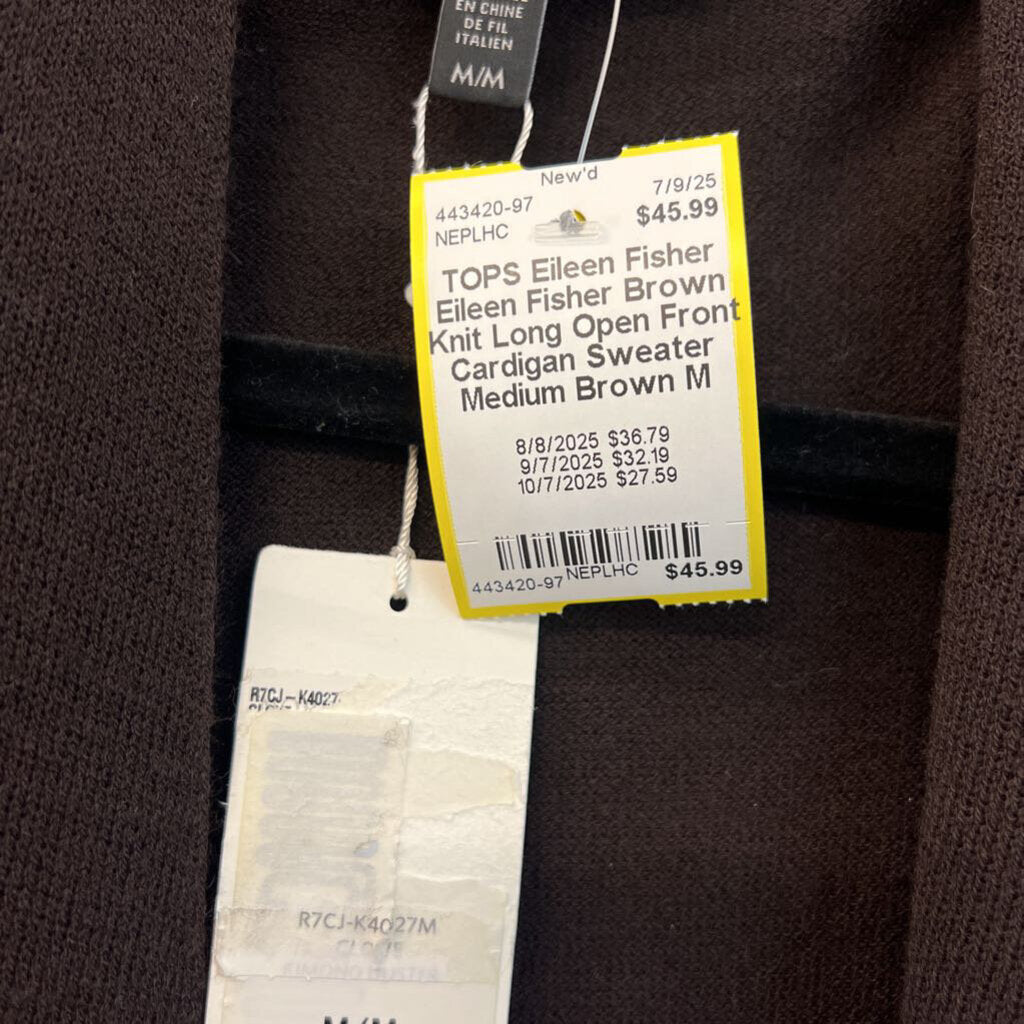 EN CHINE
DE FIL
ITALIEN
M/M
New'd
7/9/25
443420-97
$45.99
NEPLHC
TOPS Eileen Fisher
Eileen Fisher Brown
Knit Long Open Front
Cardigan Sweater
Medium Brown M
8/8/2025 $36.79
9/7/2025 $32.19
10/7/2025 $27.59
443420-97 NEPLHC $45.99
R7CJ-K4027
R7CJ-K4027M